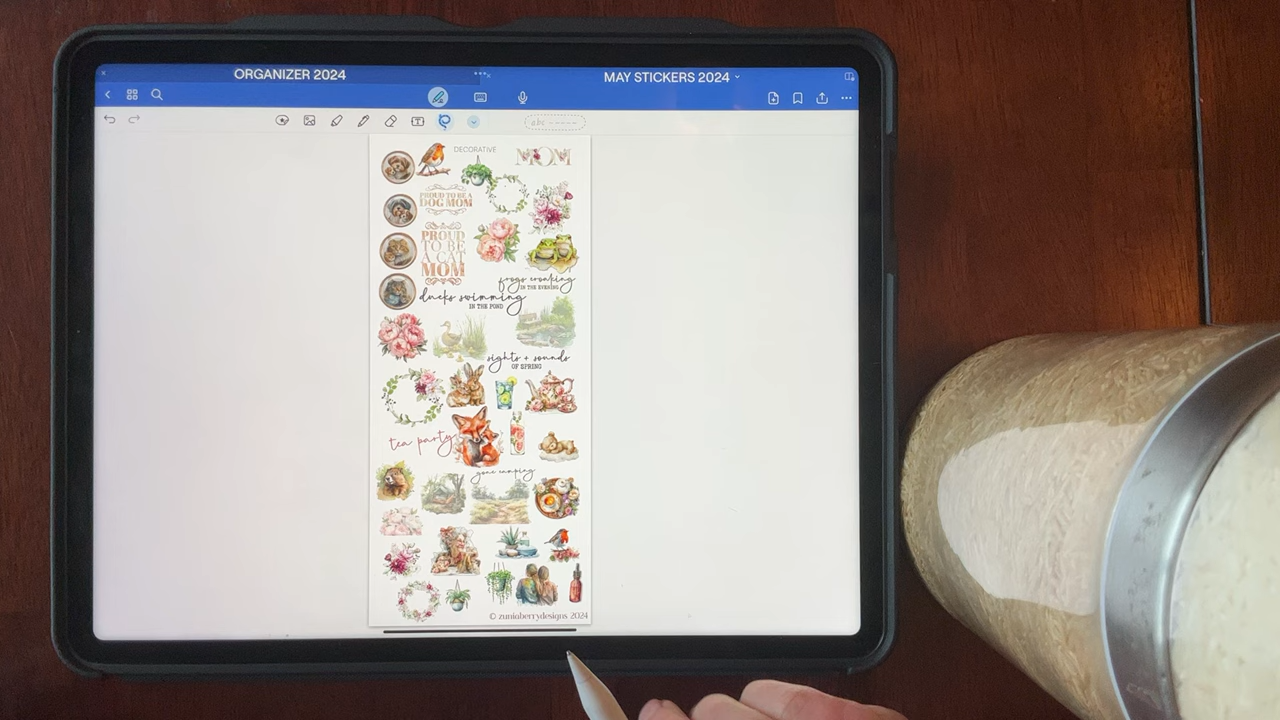 ORGANIZER 2024
MAY STICKERS 2024
abc
DECORATIVE
MOM
PROUD TO BE A
DOG MOM
PROUD
TO BE
A CAT
MOM
frogs croaking
IN THE EVENING
ducks swimming
IN THE POND
sights + sounds
OF SPRING
tea party
gone camping
© zuniaberrydesigns 2024